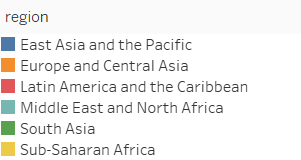 region
East Asia and the Pacific
Europe and Central Asia
Latin America and the Caribbean
Middle East and North Africa
South Asia
Sub-Saharan Africa